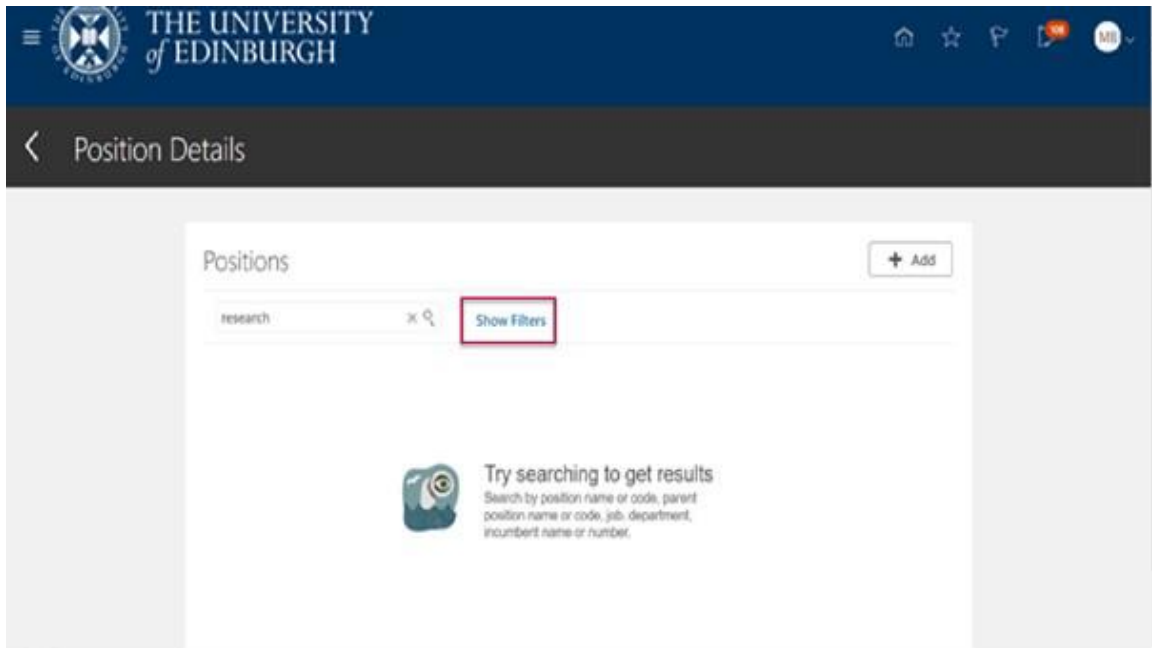 THE UNIVERSITY
of EDINBURGH
MB
Position Details
Positions
Add
research
Show Filters
Try searching to get results
Search by position name or code, parent
position name or code, job, department,
incumbent name or number.